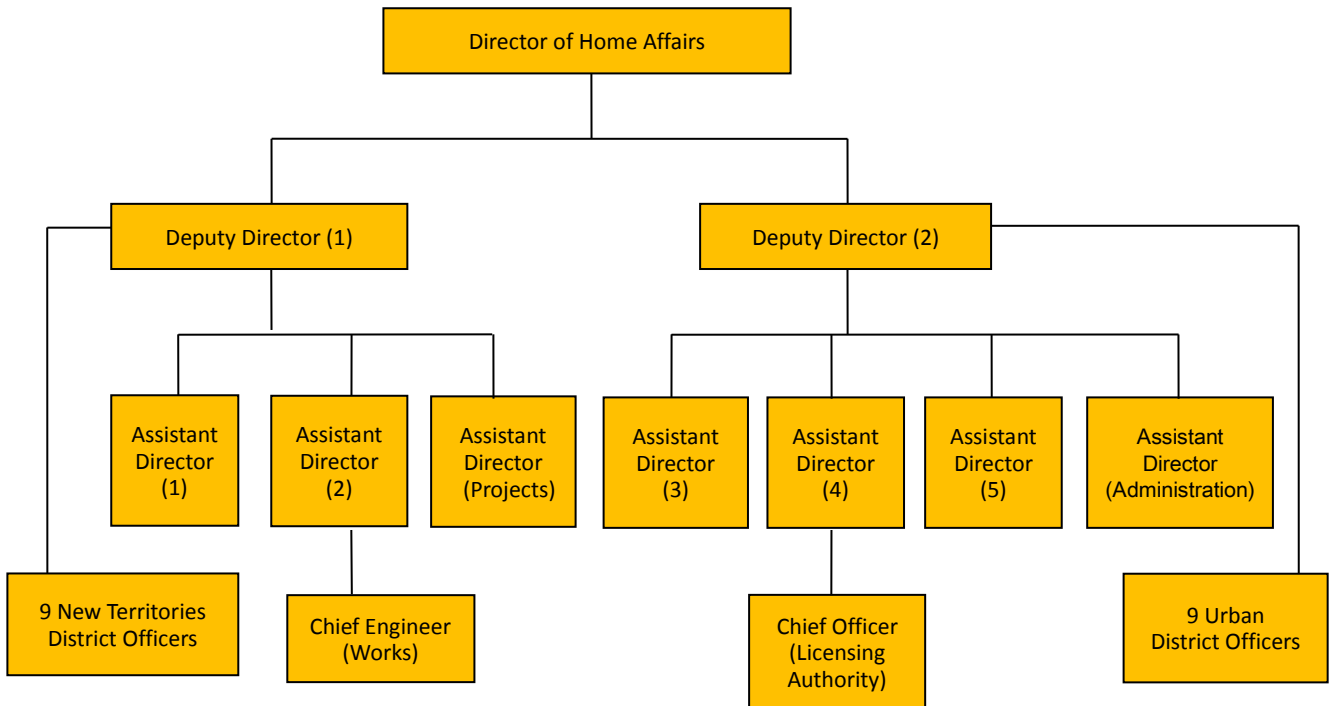 Director of Home Affairs
Deputy Director (1)
Deputy Director (2)
Assistant
Director
(1)
Assistant
Director
(2)
Assistant
Director
(Projects)
Assistant
Director
(3)
Assistant
Director
(4)
Assistant
Director
(5)
Assistant
Director
(Administration)
9 New Territories
District Officers
Chief Engineer
(Works)
Chief Officer
(Licensing
Authority)
9 Urban
District Officers